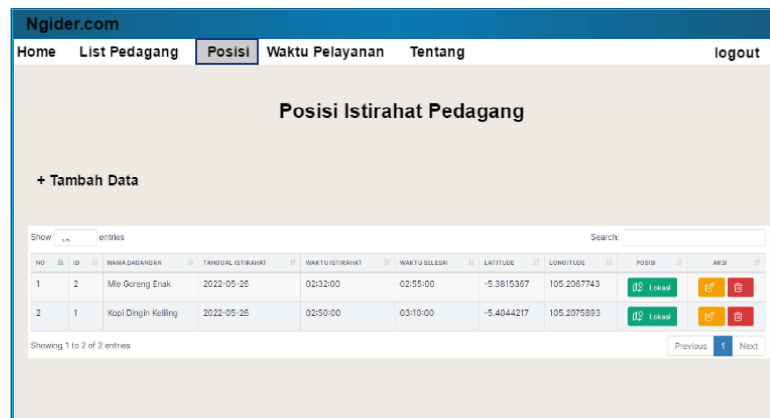 Ngider.com
Home List Pedagang Posisi Waktu Pelayanan Tentang logout
Posisi Istirahat Pedagang
+ Tambah Data
Show 10 entries Search:
NO ID NAMA DAGANGAN TANGGAL ISTIRAHAT WAKTU ISTIRAHAT WAKTU SELESAI LATITUDE LONGITUDE POSISI AKSI
1 2 Mie Goreng Enak 2022-05-26 02:32:00 02:55:00 -5.3815367 105.2067743 Lokasi
2 1 Kopi Dingin Keliling 2022-05-26 02:50:00 03:10:00 -5.4044217 105.2075893 Lokasi
Showing 1 to 2 of 2 entries Previous 1 Next